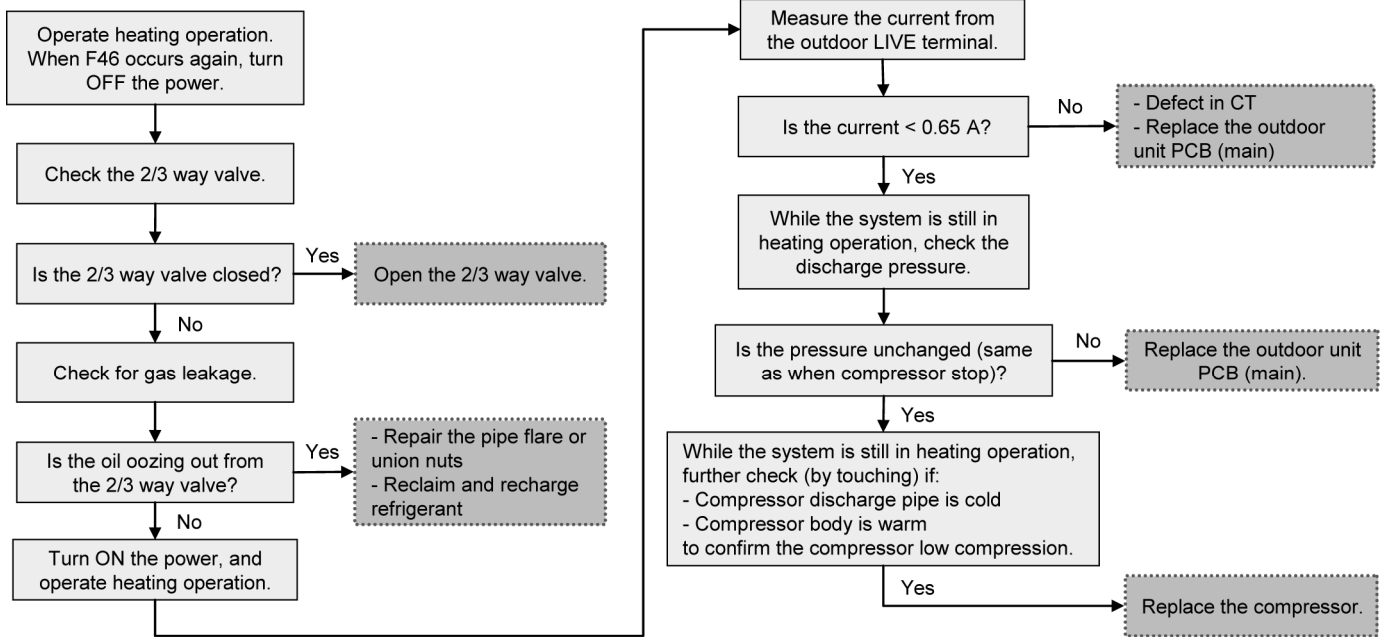 Operate heating operation.
When F46 occurs again, turn
OFF the power.
Check the 2/3 way valve.
Is the 2/3 way valve closed?
Yes
Open the 2/3 way valve.
No
Check for gas leakage.
Is the oil oozing out from
the 2/3 way valve?
Yes
- Repair the pipe flare or
union nuts
- Reclaim and recharge
refrigerant
No
Turn ON the power, and
operate heating operation.
Measure the current from
the outdoor LIVE terminal.
Is the current < 0.65 A?
No
- Defect in CT
- Replace the outdoor
unit PCB (main)
Yes
While the system is still in
heating operation, check the
discharge pressure.
Is the pressure unchanged (same
as when compressor stop)?
No
Replace the outdoor unit
PCB (main).
Yes
While the system is still in heating operation,
further check (by touching) if:
- Compressor discharge pipe is cold
- Compressor body is warm
to confirm the compressor low compression.
Yes
Replace the compressor.